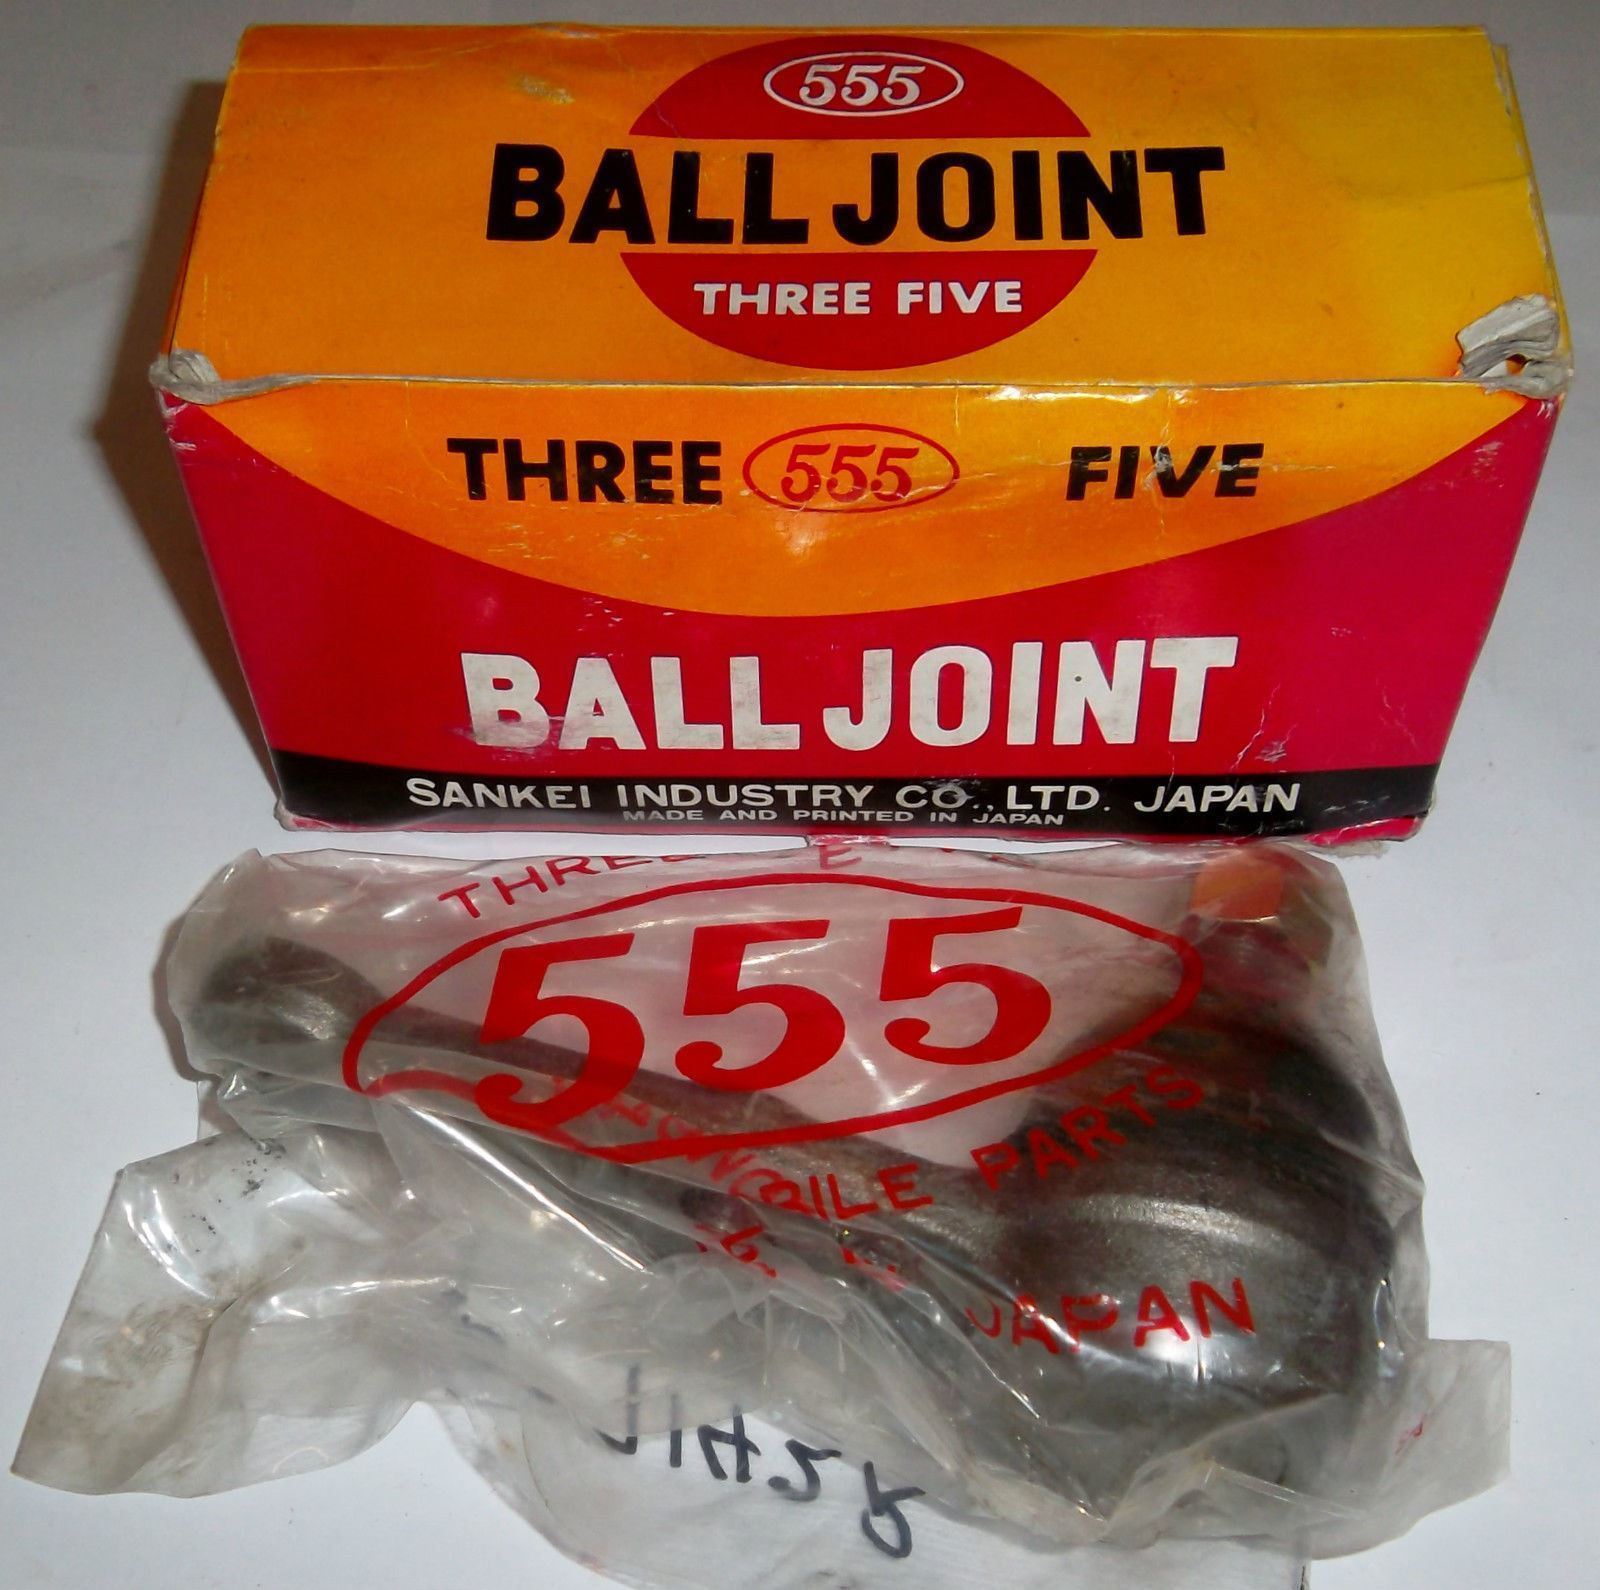 555
BALL JOINT
THREE FIVE
THREE 555 FIVE
BALL JOINT
SANKEI INDUSTRY CO., LTD. JAPAN
MADE AND PRINTED IN JAPAN
THREE
555
PARTS
JAPAN